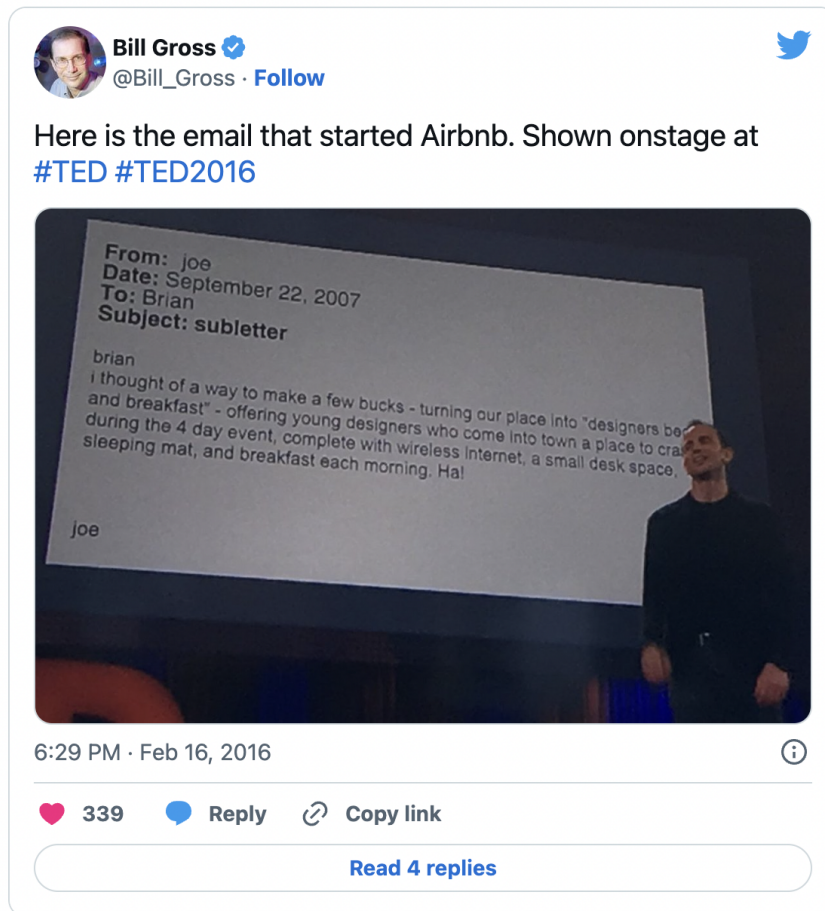 Bill Gross
@Bill_Gross · Follow
Here is the email that started Airbnb. Shown onstage at
#TED #TED2016
From: joe
Date: September 22, 2007
To: Brian
Subject: subletter
brian
i thought of a way to make a few bucks - turning our place into "designers
and breakfast" - offering young designers who come into town a place to
during the 4 day event, complete with wireless internet, a small desk space,
sleeping mat, and breakfast each morning. Ha!
joe
6:29 PM · Feb 16, 2016
339
Reply
Copy link
Read 4 replies